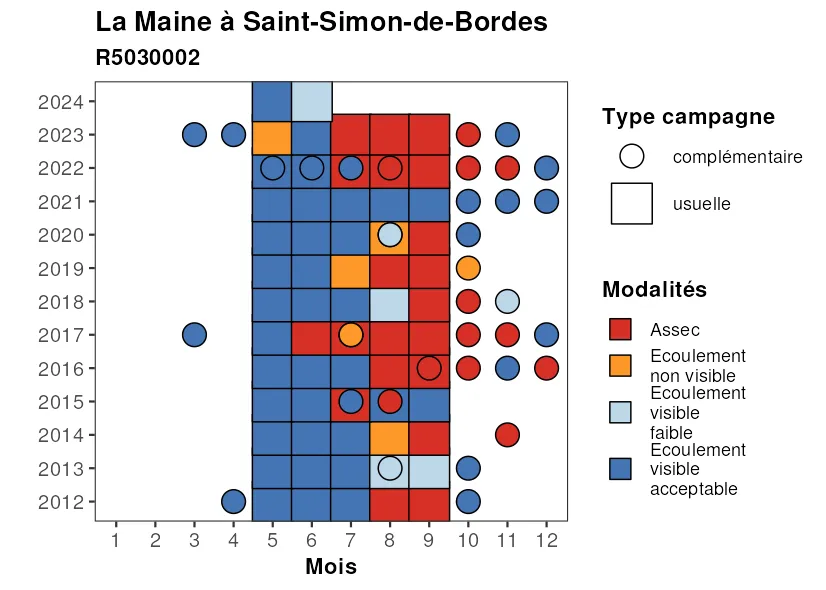 La Maine à Saint-Simon-de-Bordes
R5030002
2024
2023
2022
2021
2020
2019
2018
2017
2016
2015
2014
2013
2012
1 2 3 4 5 6 7 8 9 10 11 12
Mois
Type campagne
complémentaire
usuelle
Modalités
Assec
Ecoulement
non visible
Ecoulement
visible
faible
Ecoulement
visible
acceptable